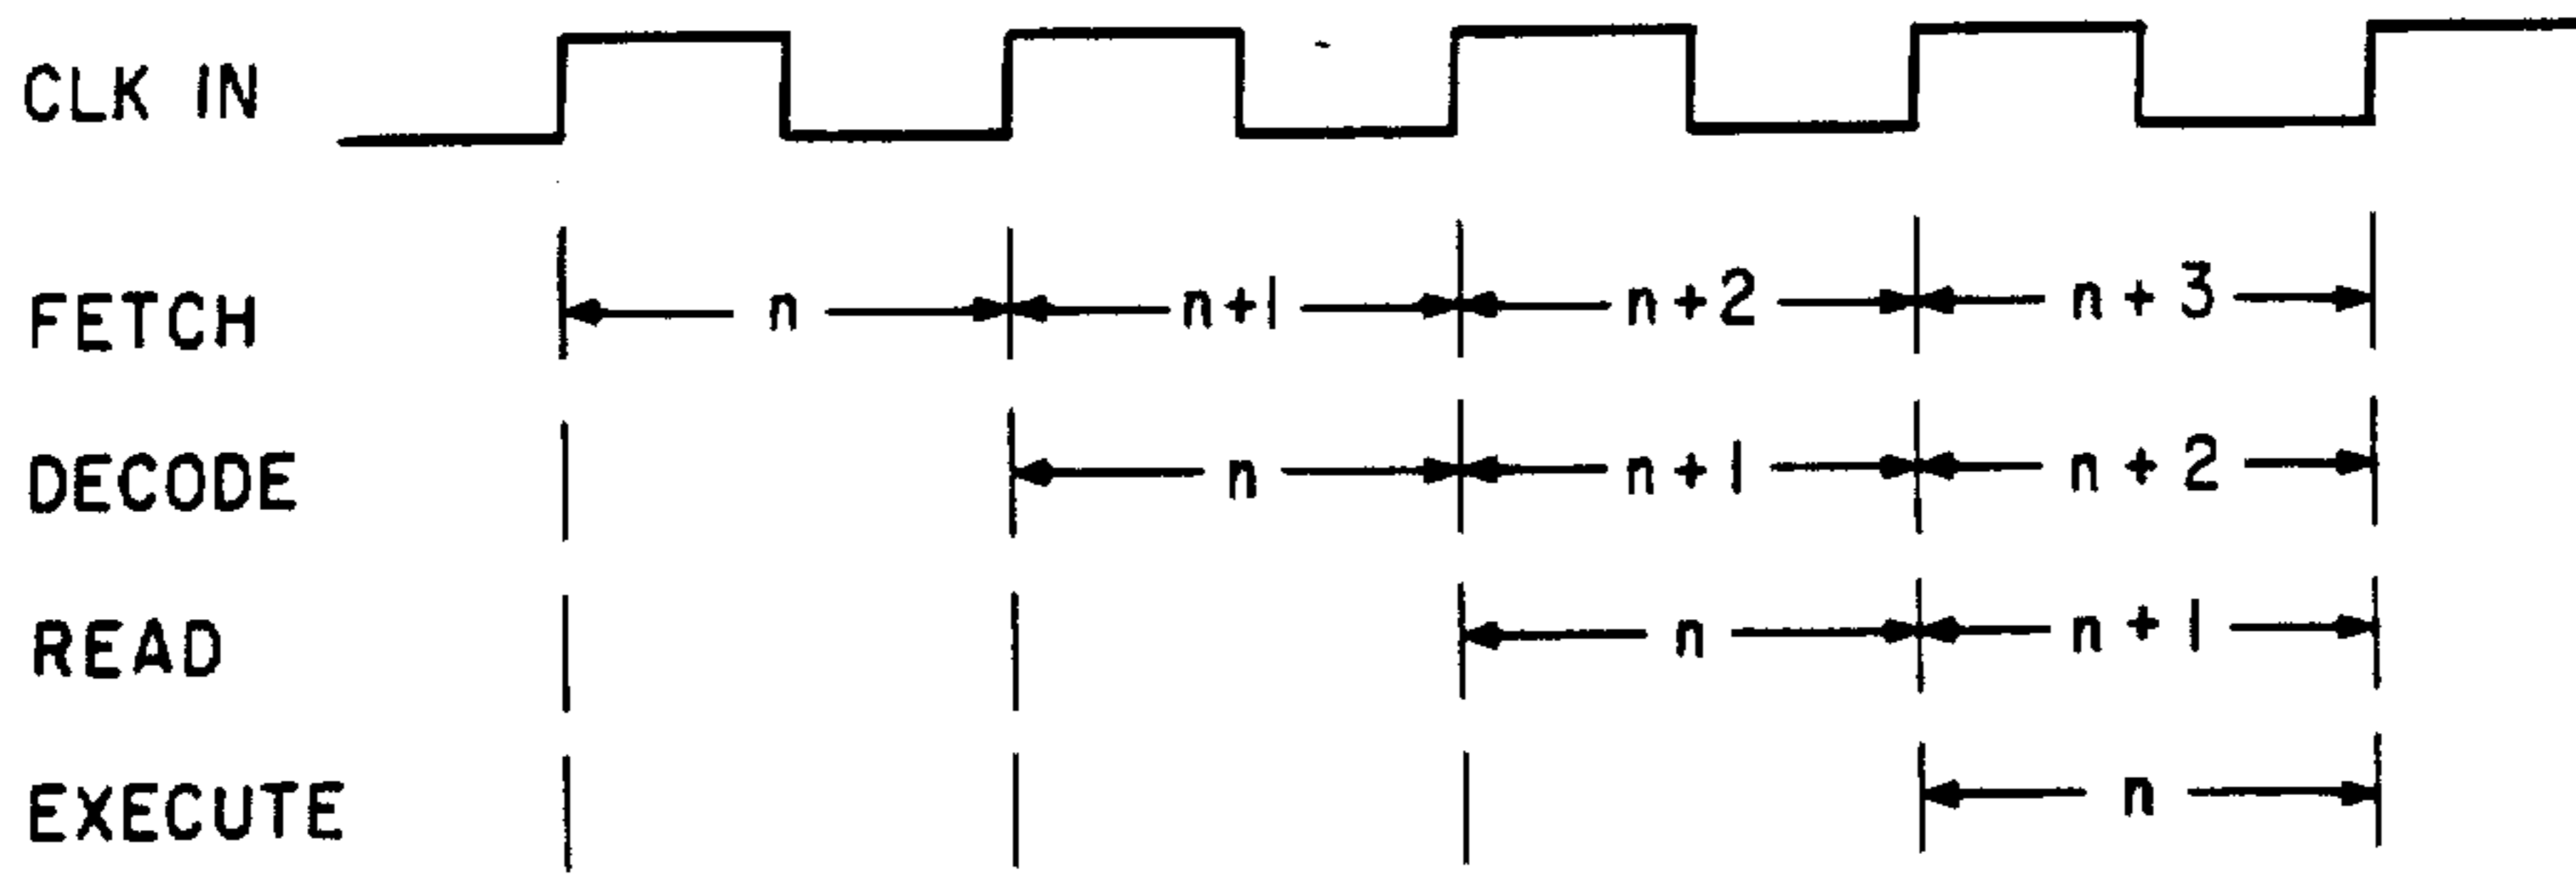 CLK IN
FETCH n n+1 n+2 n+3
DECODE n n+1 n+2
READ n n+1
EXECUTE n